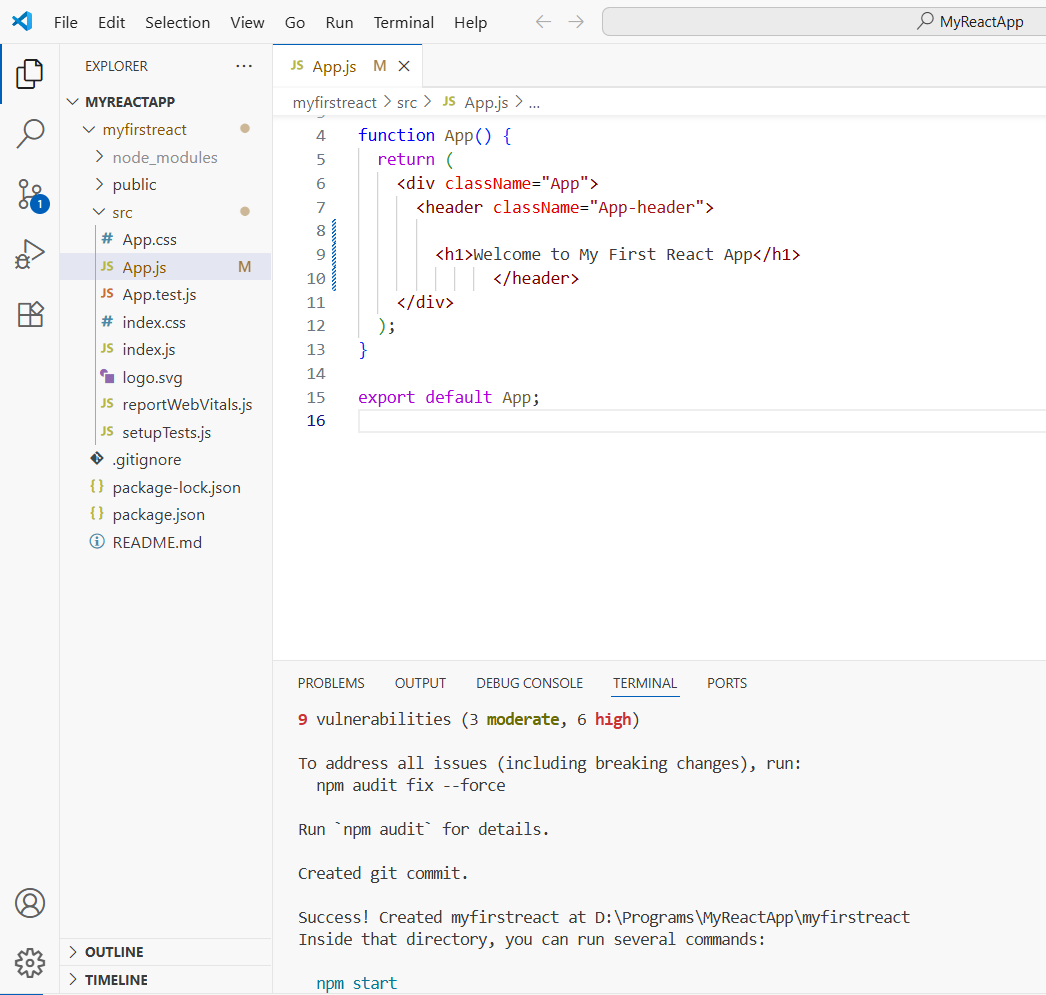 File Edit Selection View Go Run Terminal Help MyReactApp
EXPLORER ...
MYREACTAPP
myfirstreact
node_modules
public
src
# App.css
JS App.js M
JS App.test.js
# index.css
JS index.js
logo.svg
JS reportWebVitals.js
JS setupTests.js
.gitignore
{} package-lock.json
{} package.json
README.md
OUTLINE
TIMELINE
1
JS App.js M
myfirstreact > src > JS App.js > ...
4 function App() {
5 return (
6 <div className="App">
7 <header className="App-header">
8
9 <h1>Welcome to My First React App</h1>
10 </header>
11 </div>
12 );
13 }
14
15 export default App;
16
PROBLEMS OUTPUT DEBUG CONSOLE TERMINAL PORTS
9 vulnerabilities (3 moderate, 6 high)
To address all issues (including breaking changes), run:
npm audit fix --force
Run `npm audit` for details.
Created git commit.
Success! Created myfirstreact at D:\Programs\MyReactApp\myfirstreact
Inside that directory, you can run several commands:
npm start